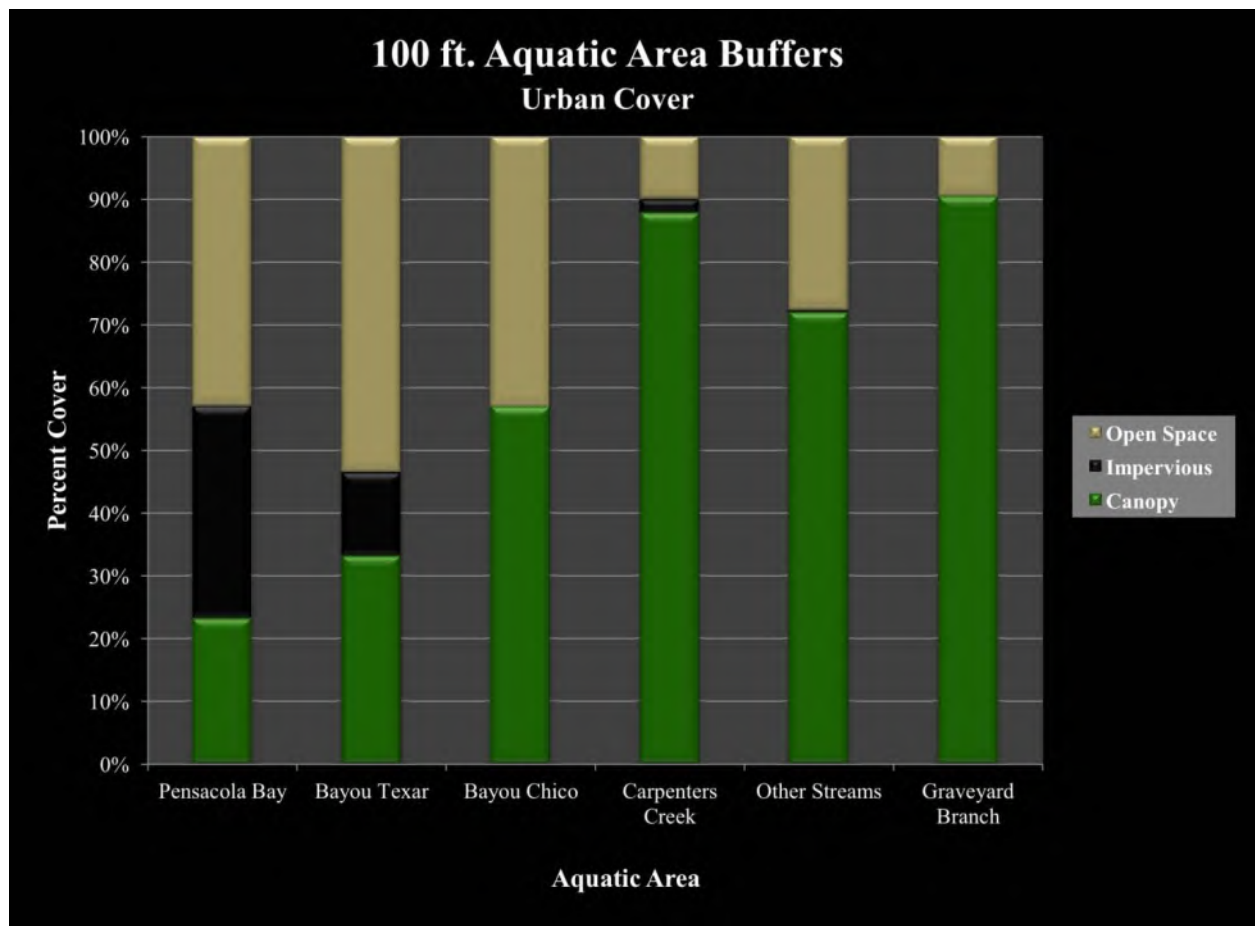 100 ft. Aquatic Area Buffers
Urban Cover
100%
90%
80%
70%
60%
50%
40%
30%
20%
10%
0%
Percent Cover
Pensacola Bay
Bayou Texar
Bayou Chico
Carpenters
Creek
Other Streams
Graveyard
Branch
Aquatic Area
Open Space
Impervious
Canopy